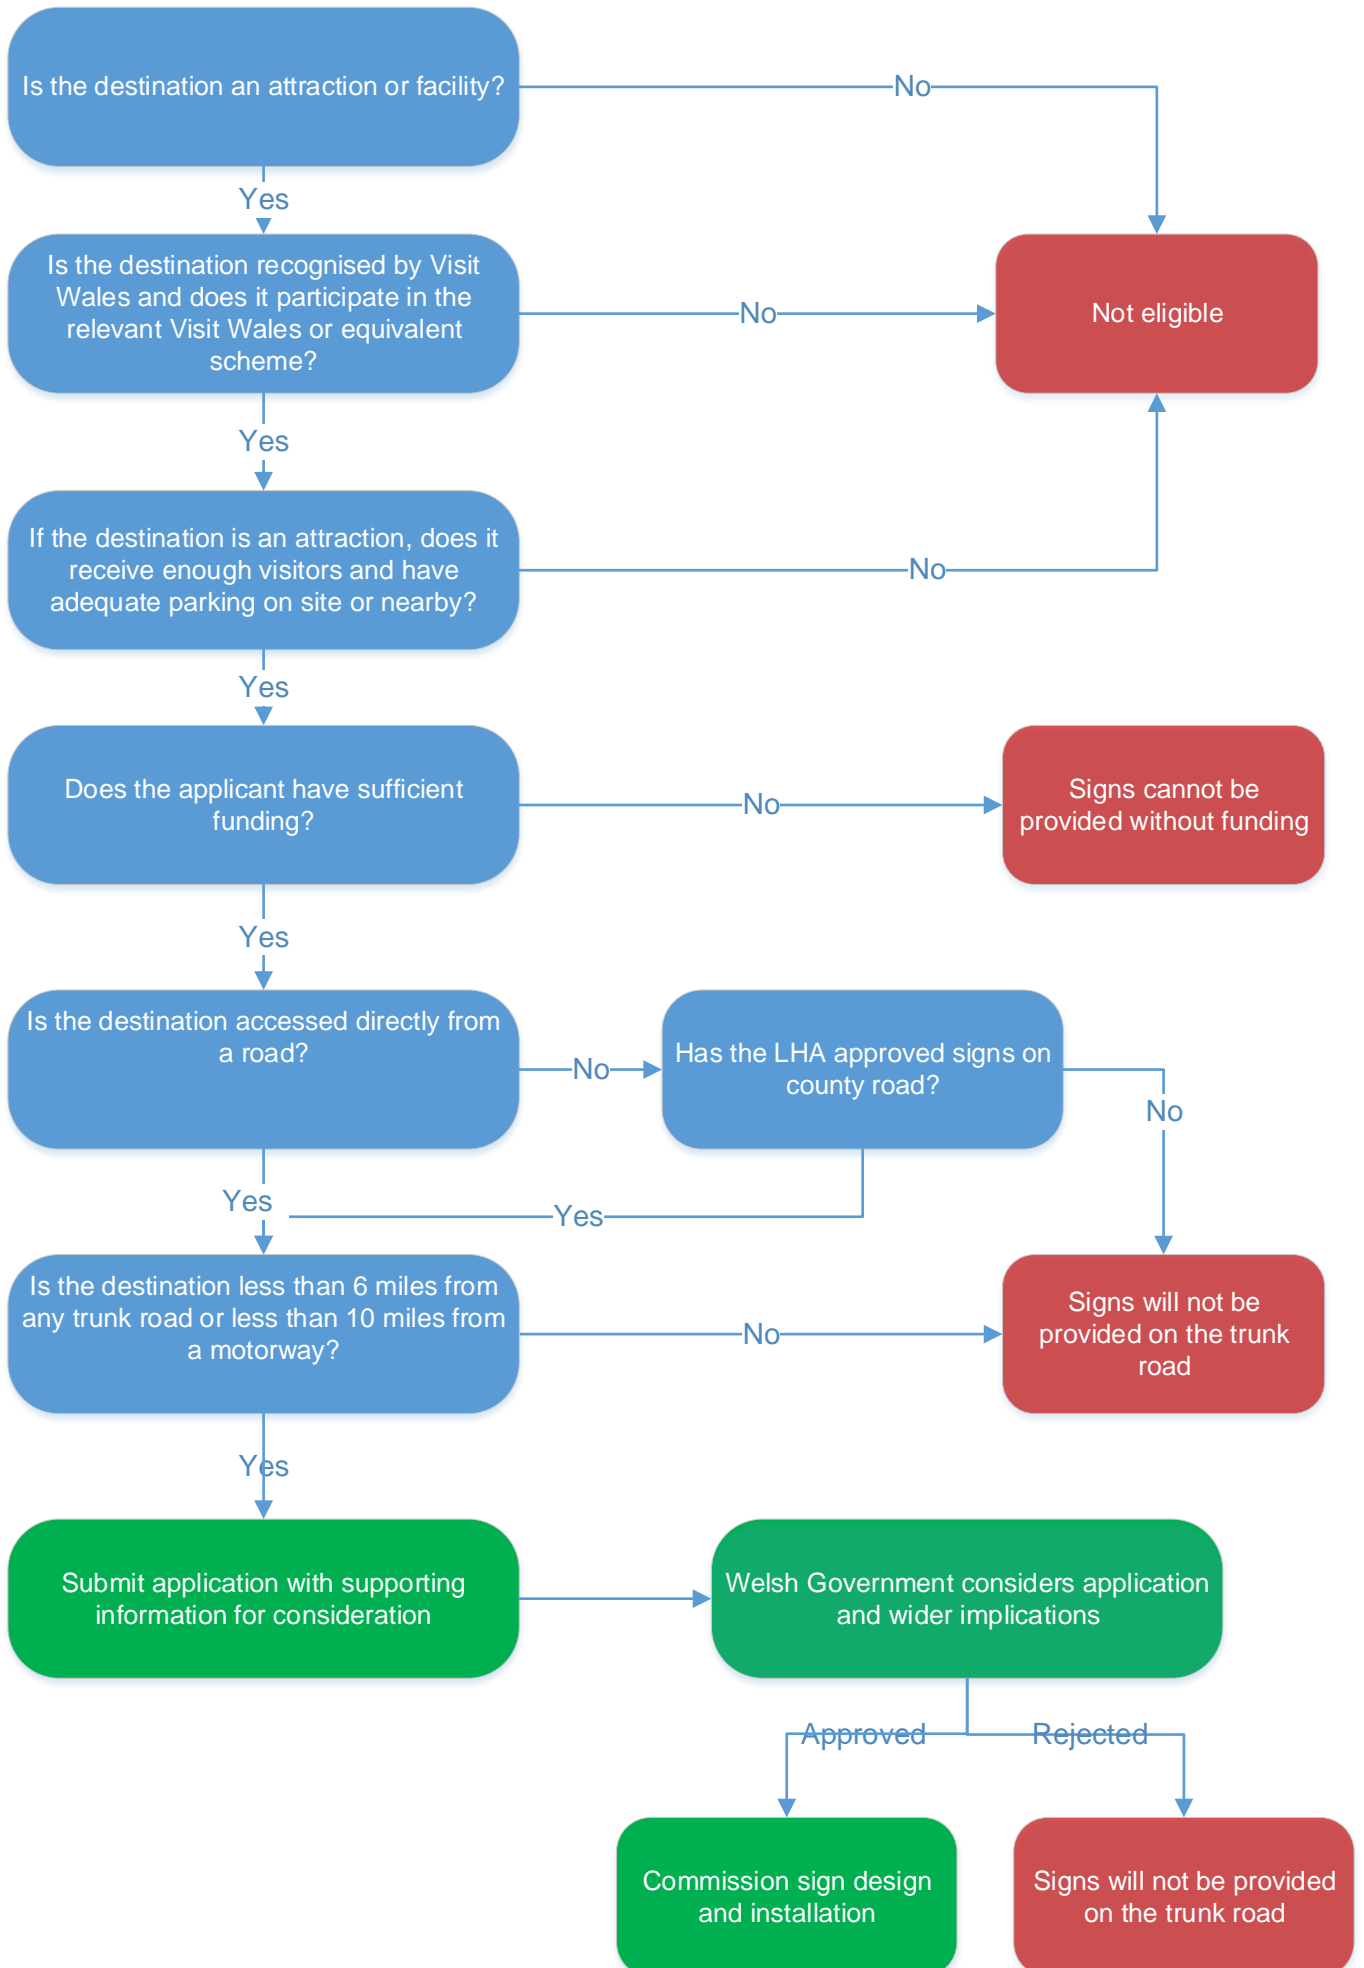 Is the destination an attraction or facility?
No
Yes
Is the destination recognised by Visit
Wales and does it participate in the
relevant Visit Wales or equivalent
scheme?
No
Not eligible
Yes
If the destination is an attraction, does it
receive enough visitors and have
adequate parking on site or nearby?
No
Yes
Does the applicant have sufficient
funding?
No
Signs cannot be
provided without funding
Yes
Is the destination accessed directly from
a road?
No
Has the LHA approved signs on
county road?
No
Yes
Yes
Is the destination less than 6 miles from
any trunk road or less than 10 miles from
a motorway?
No
Signs will not be
provided on the trunk
road
Yes
Submit application with supporting
information for consideration
Welsh Government considers application
and wider implications
Approved
Rejected
Commission sign design
and installation
Signs will not be provided
on the trunk road